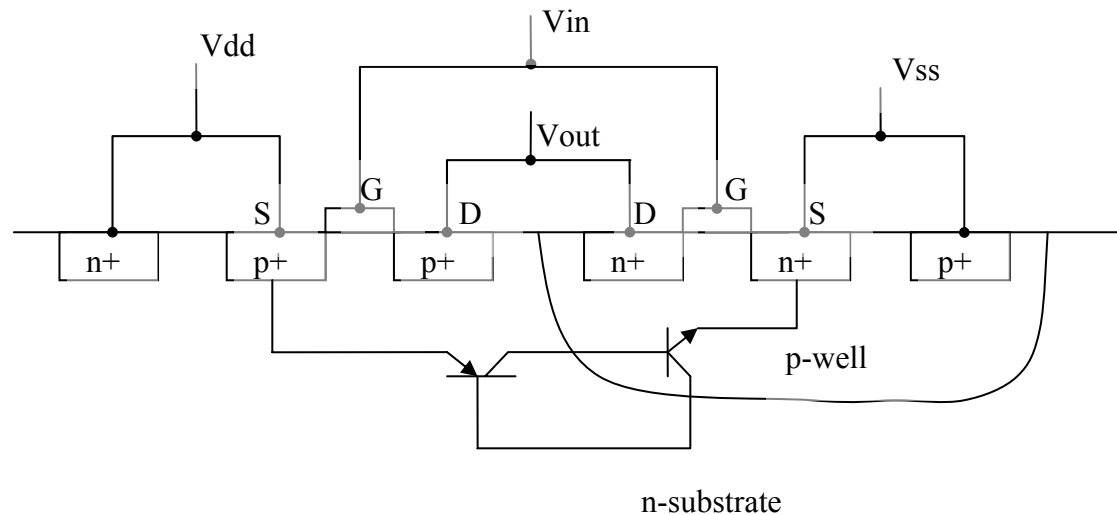 Vin
Vdd
Vss
Vout
G
G
S
D
D
S
n+
p+
p+
n+
n+
p+
p-well
n-substrate